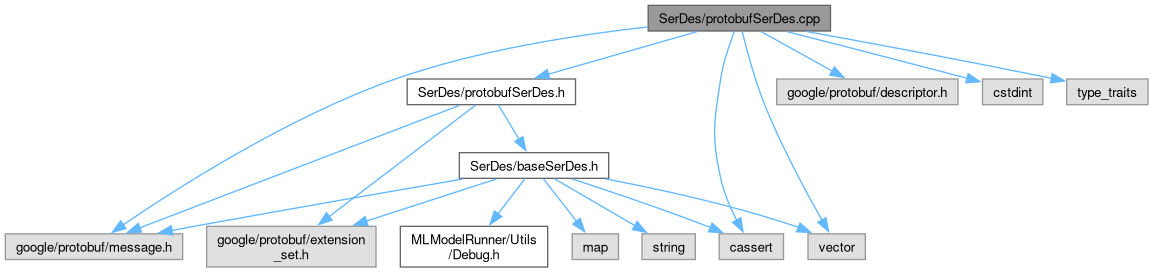 SerDes/protobufSerDes.cpp
SerDes/protobufSerDes.h
google/protobuf/descriptor.h
cstdint
type_traits
SerDes/baseSerDes.h
google/protobuf/message.h
google/protobuf/extension
_set.h
MLModelRunner/Utils
/Debug.h
map
string
cassert
vector